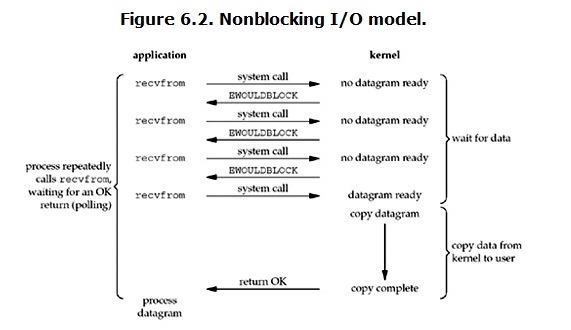 Figure 6.2. Nonblocking I/O model.
application
kernel
recvfrom
system call
no datagram ready
EWOULDBLOCK
recvfrom
system call
no datagram ready
EWOULDBLOCK
recvfrom
system call
no datagram ready
EWOULDBLOCK
recvfrom
system call
datagram ready
copy datagram
wait for data
process repeatedly
calls recvfrom,
waiting for an OK
return (polling)
copy data from
kernel to user
return OK
copy complete
process
datagram